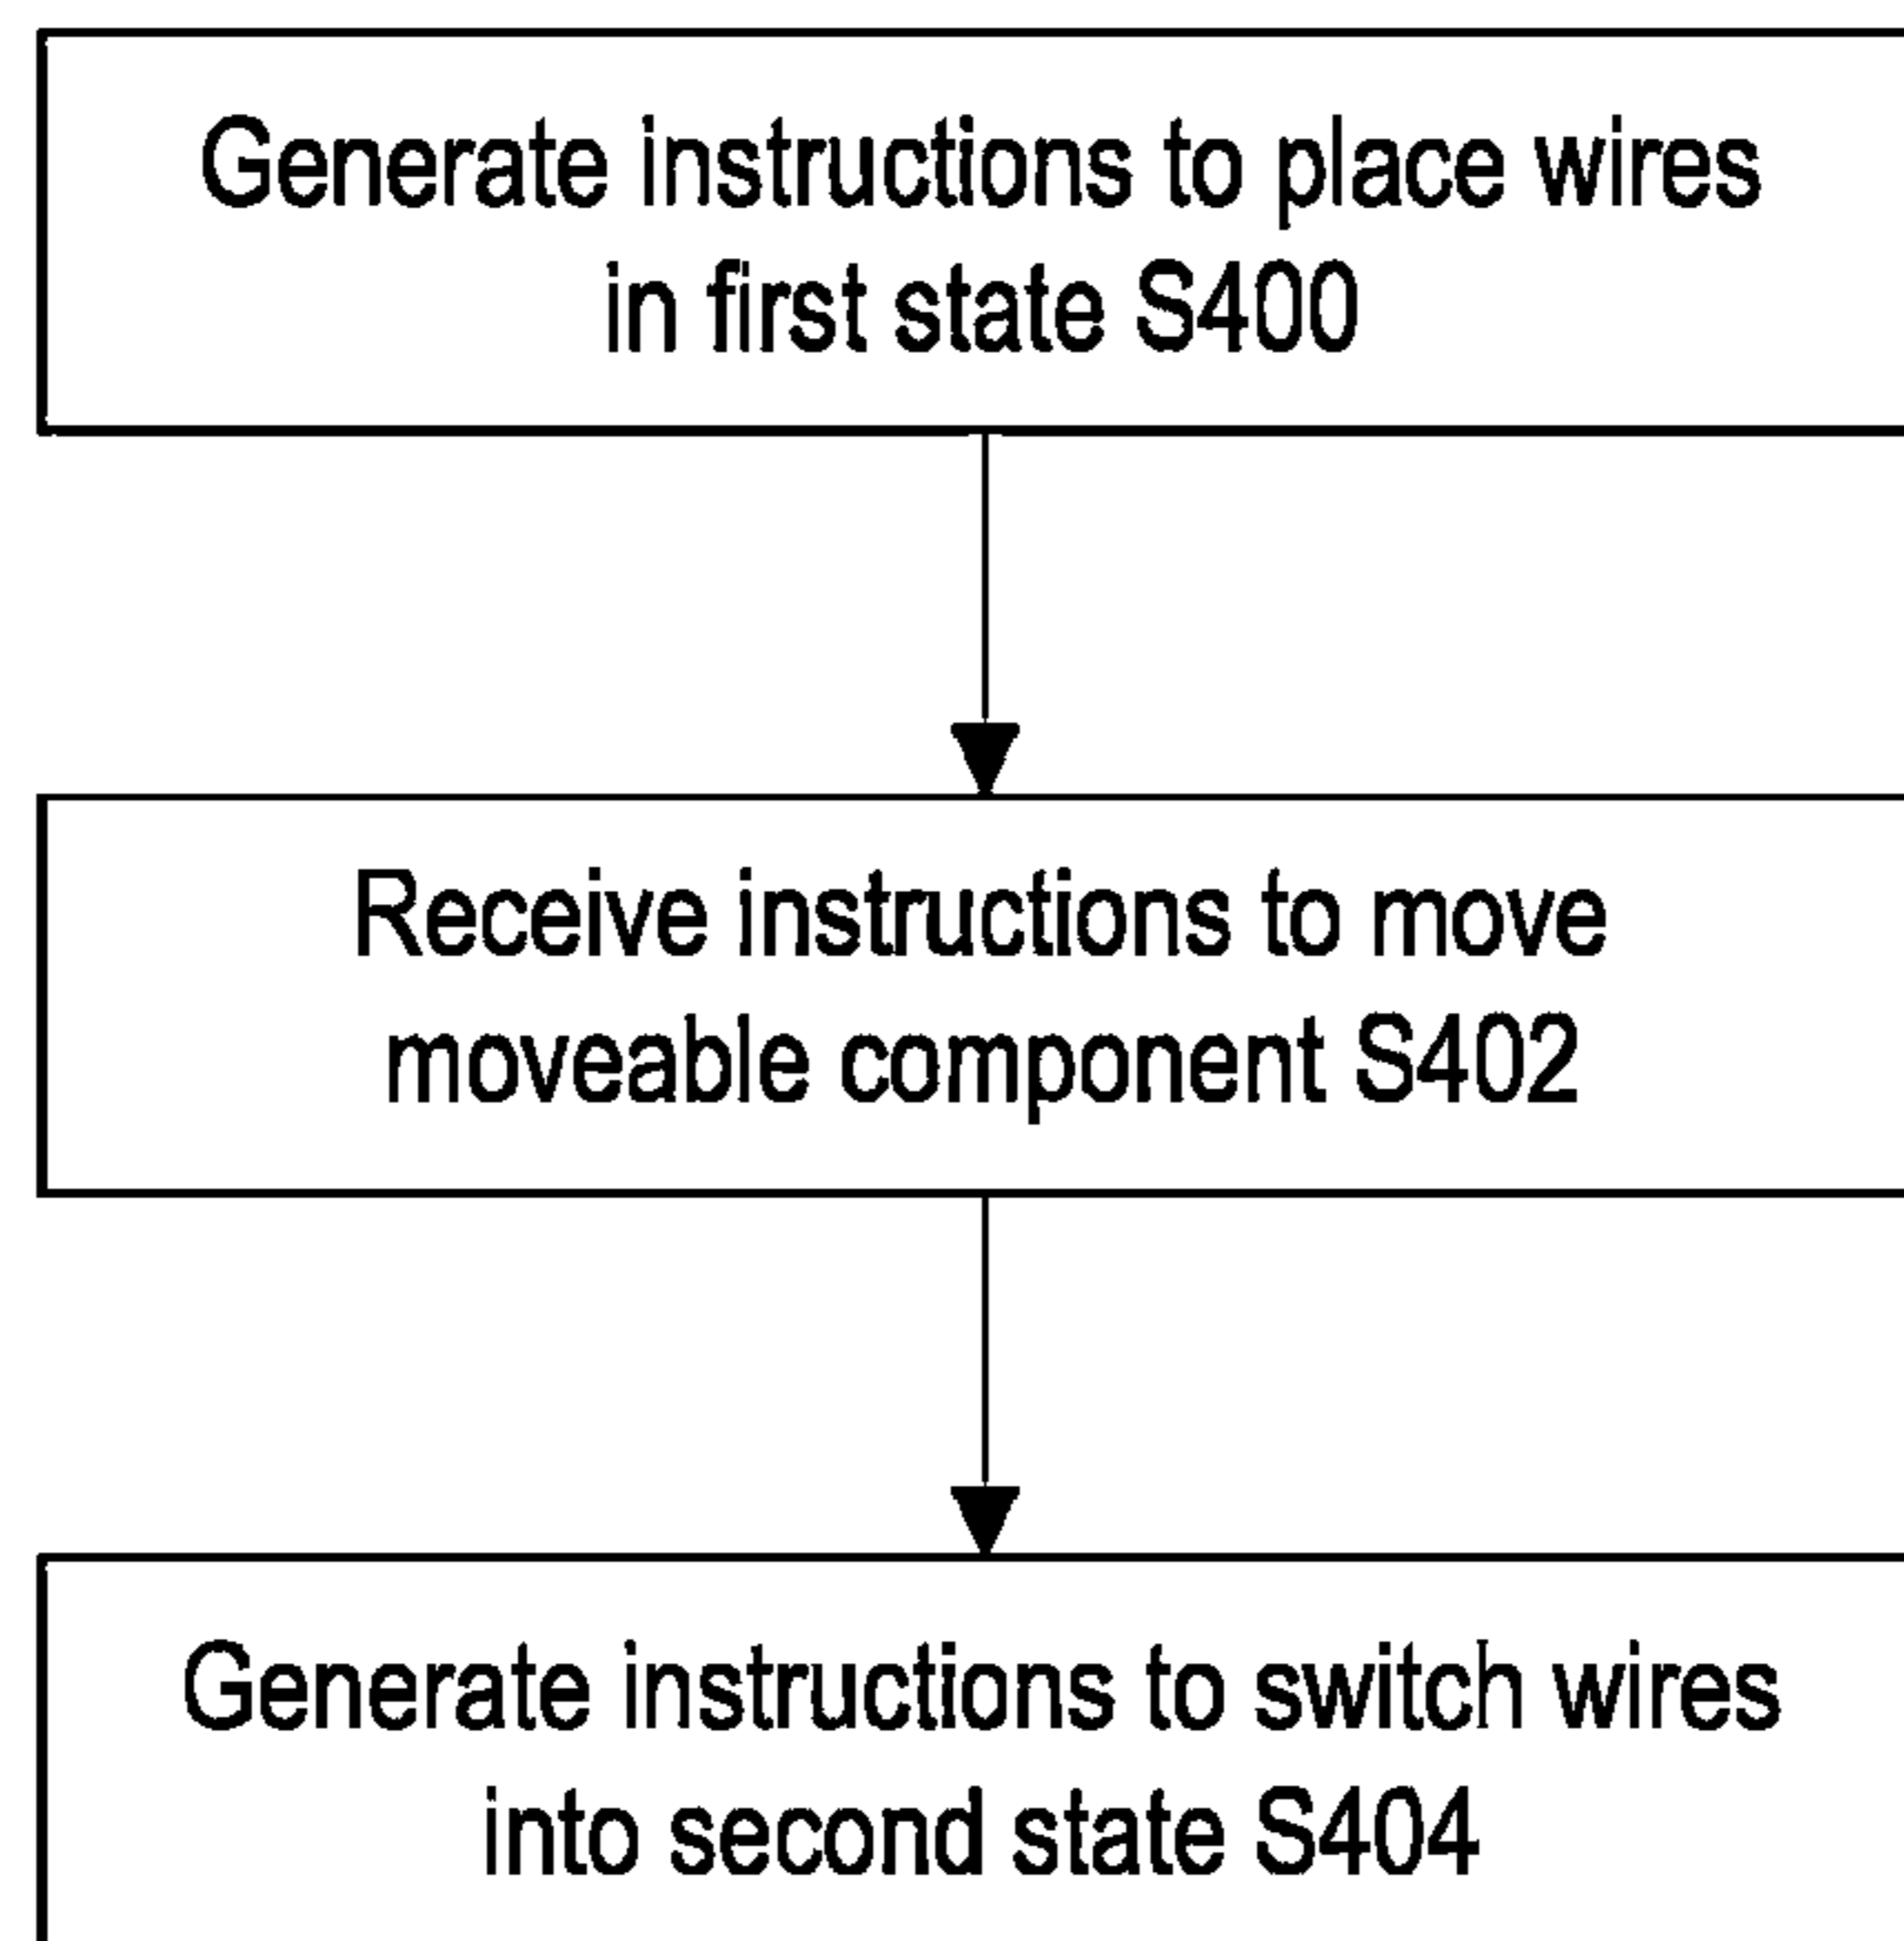 Generate instructions to place wires
in first state S400
Receive instructions to move
moveable component S402
Generate instructions to switch wires
into second state S404